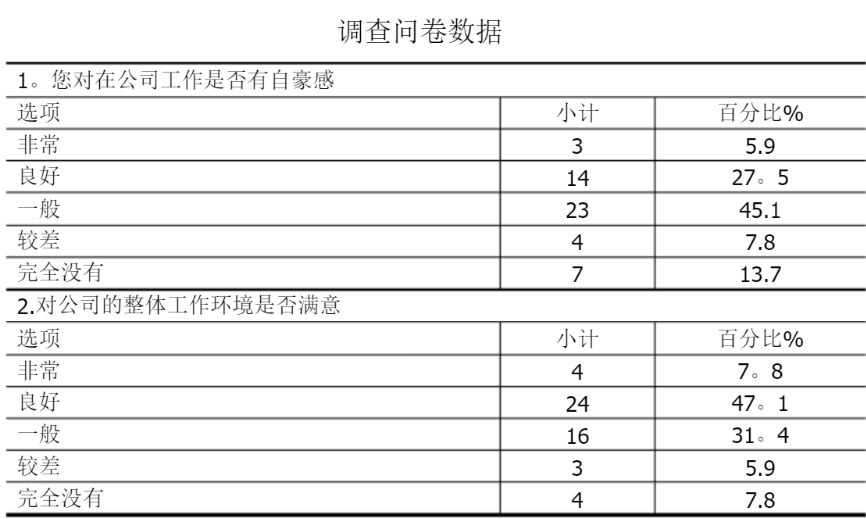 调查问卷数据
1。您对在公司工作是否有自豪感
选项 小计 百分比%
非常 3 5.9
良好 14 27。5
一般 23 45.1
较差 4 7.8
完全没有 7 13.7
2.对公司的整体工作环境是否满意
选项 小计 百分比%
非常 4 7。8
良好 24 47。1
一般 16 31。4
较差 3 5.9
完全没有 4 7.8